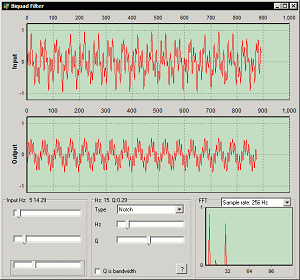 Biquad Filter
0 100 200 300 400 500 600 700 800 900 1,000
1
Input
0
-1
0 100 200 300 400 500 600 700 800 900 1,000
1
Output
0
-1
Input Hz 5 14 29
Hz: 15 Q:0.29
Type Notch
Hz
Q
Q is bandwidth
?
FFT Sample rate: 256 Hz
1
0
32 64 96